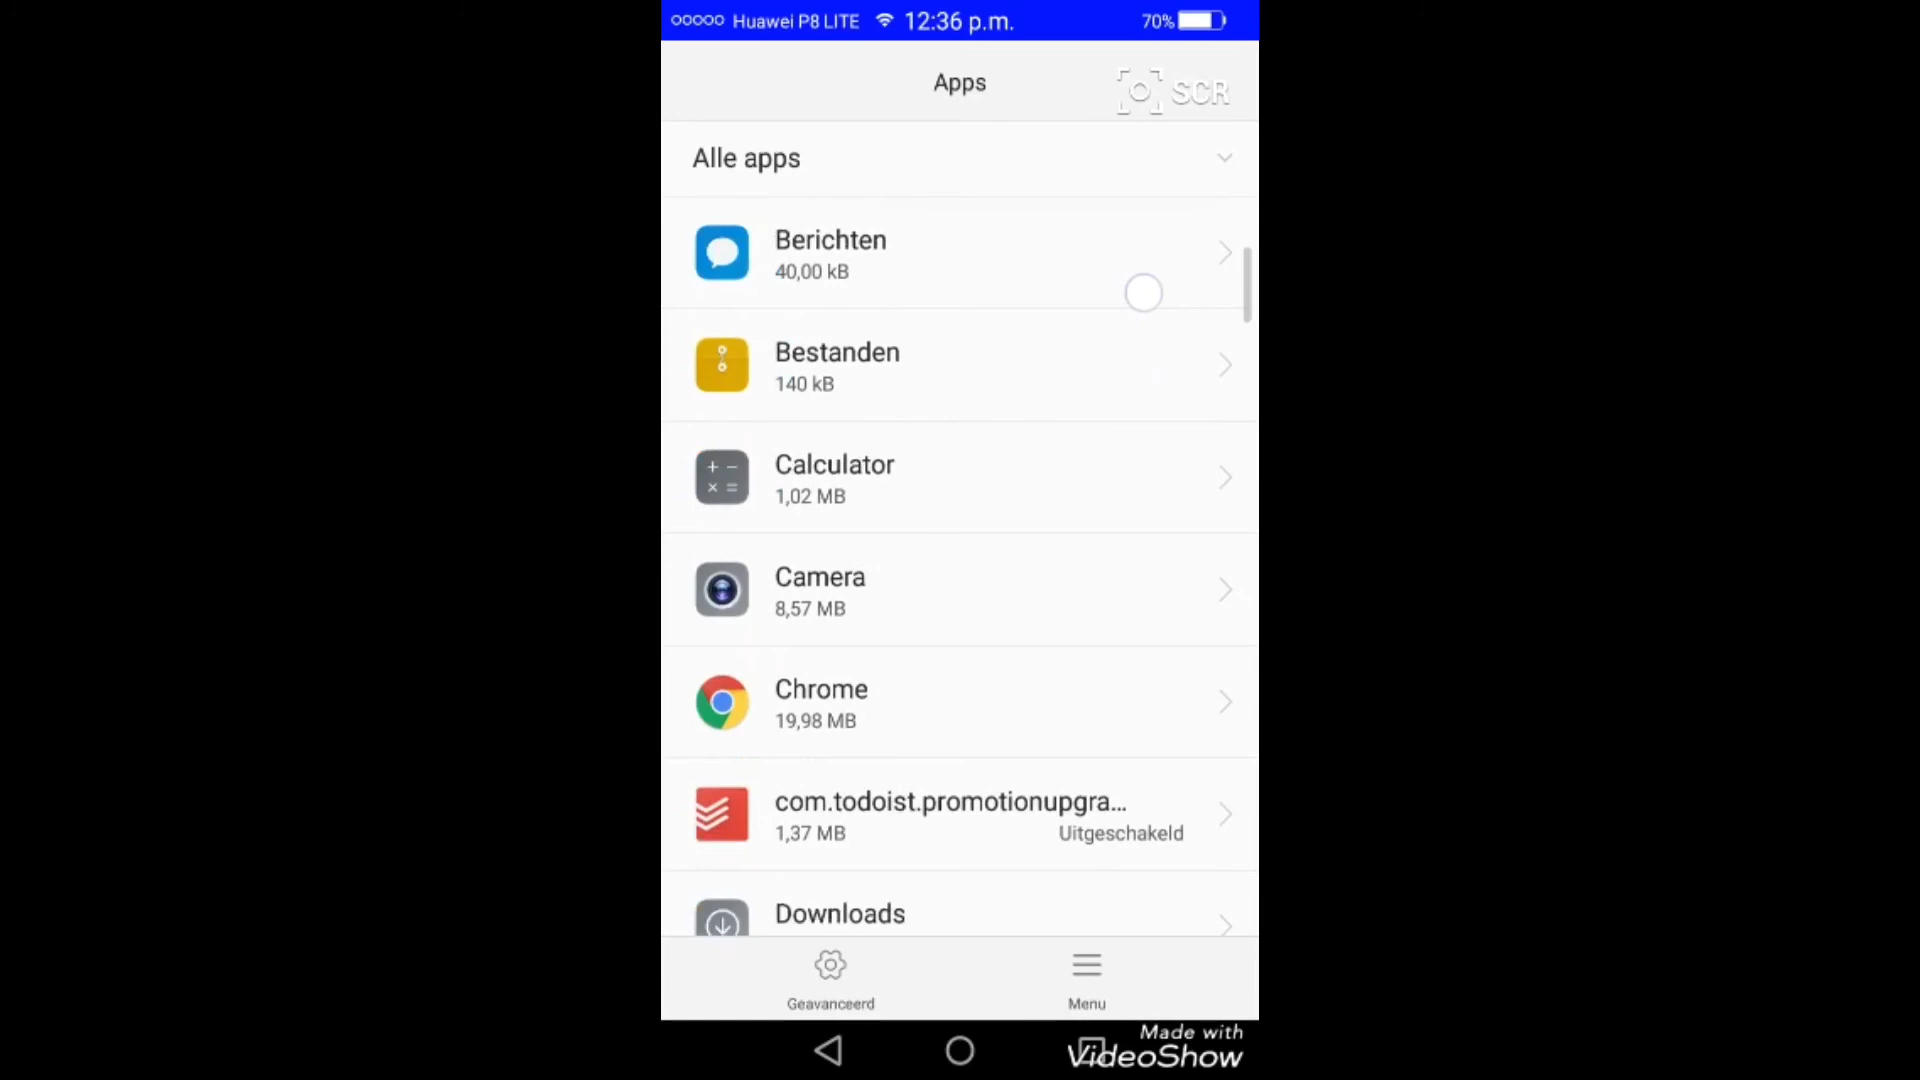 ooooo Huawei P8 LITE 12:36 p.m. 70%
Apps
SCR
Alle apps
Berichten
40,00 kB
Bestanden
140 kB
Calculator
1,02 MB
Camera
8,57 MB
Chrome
19,98 MB
com.todoist.promotionupgra...
1,37 MB Uitgeschakeld
Downloads
Geavanceerd Menu
Made with
VideoShow